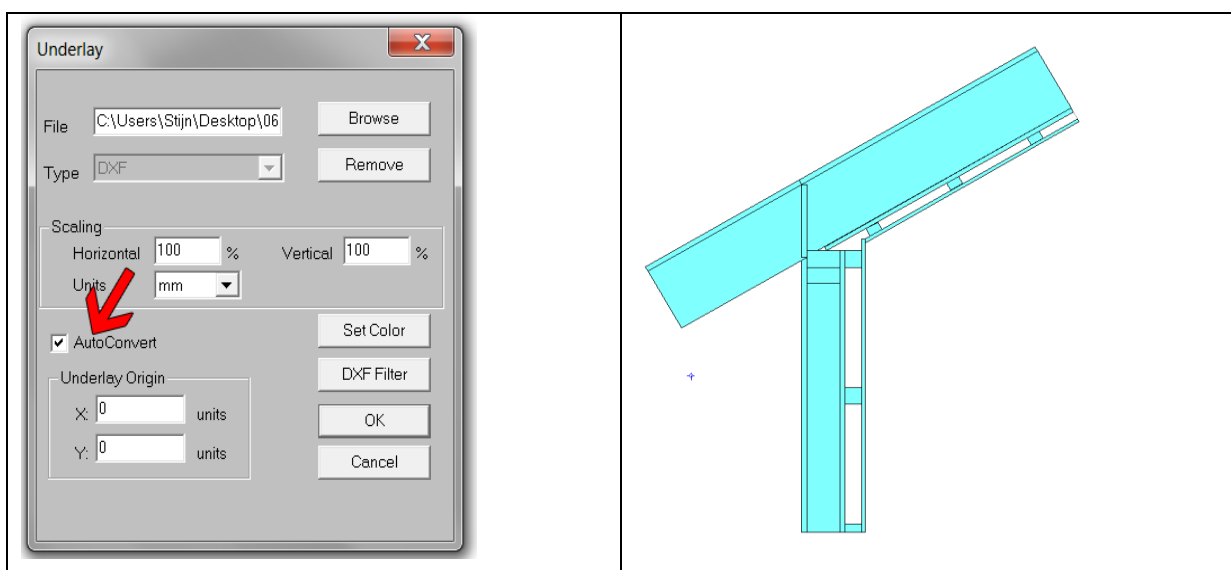 Underlay
X
File C:\Users\Stijn\Desktop\06 Browse
Type DXF Remove
Scaling
Horizontal 100 % Vertical 100 %
Units mm
AutoConvert Set Color
Underlay Origin DXF Filter
X: 0 units OK
Y: 0 units Cancel